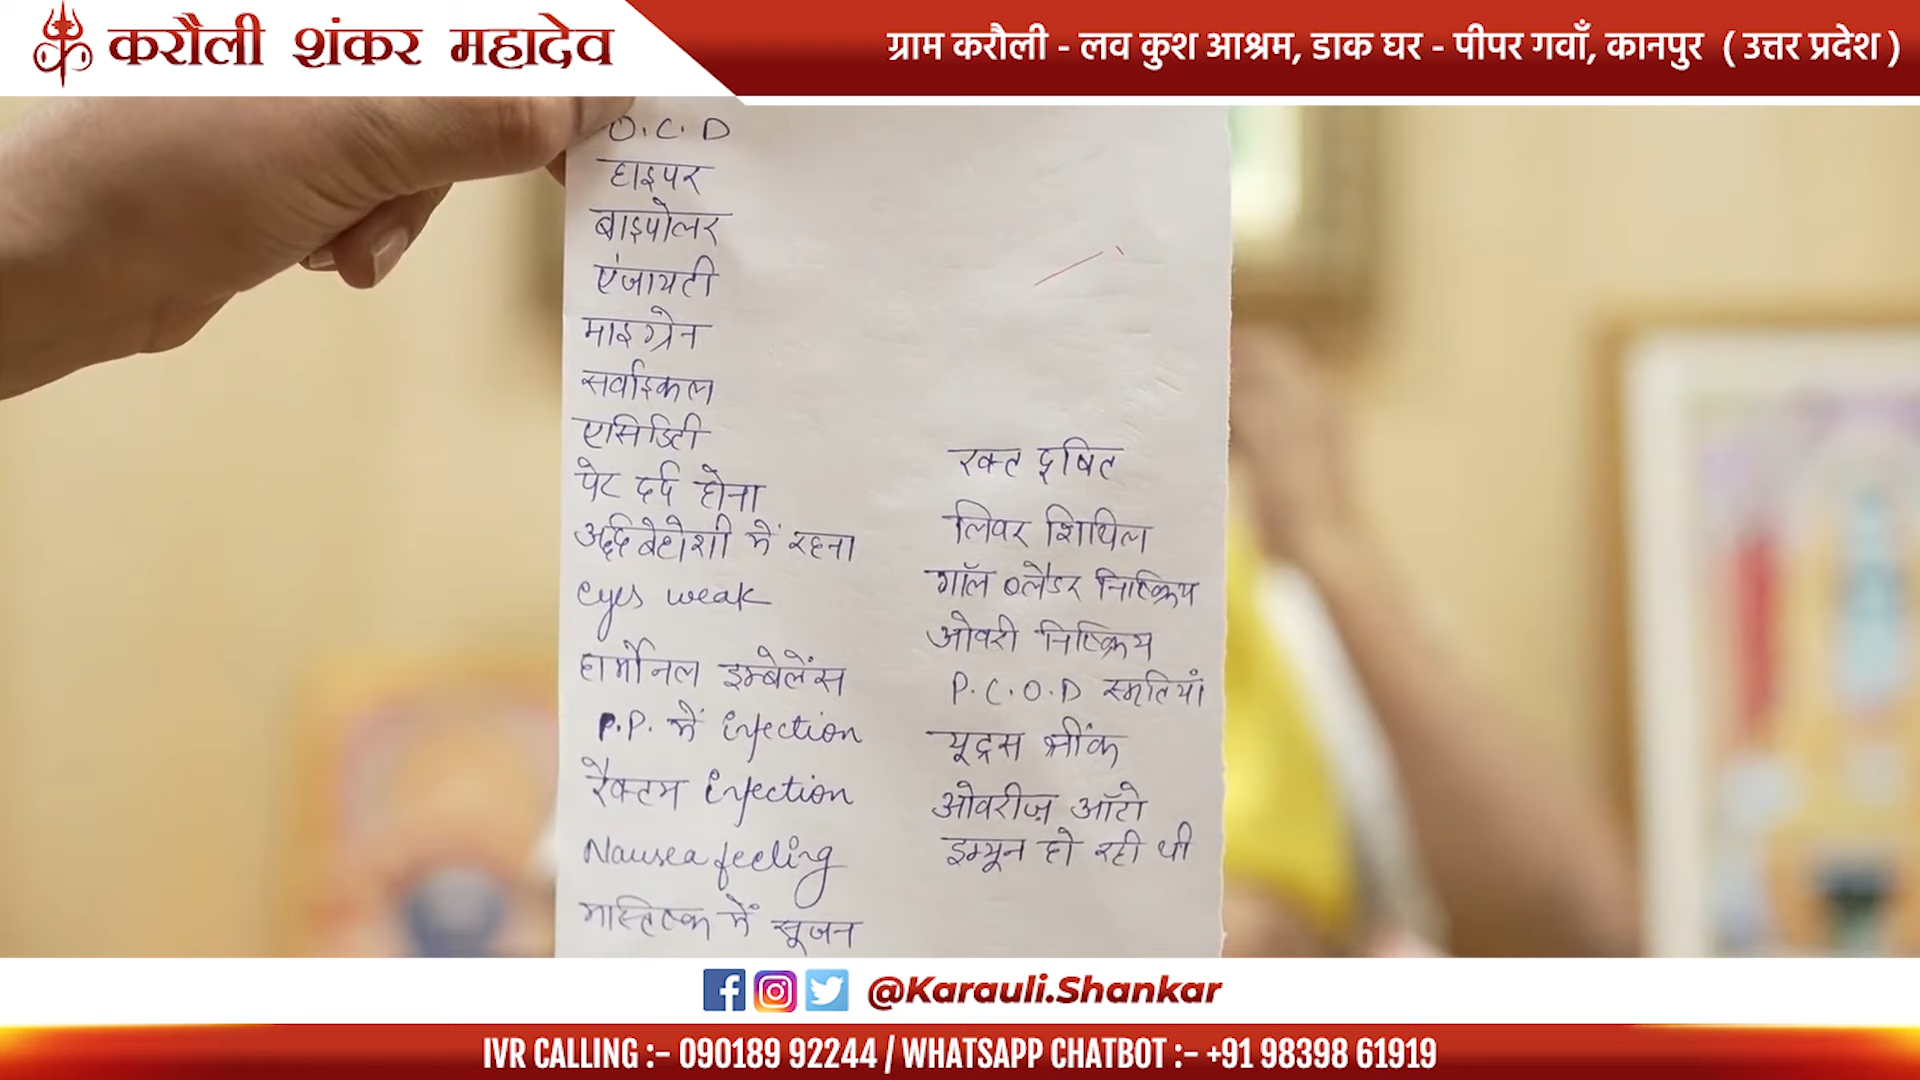 करौली शंकर महादेव
ग्राम करौली - लव कुश आश्रम, डाक घर - पीपर गवाँ, कानपुर ( उत्तर प्रदेश )
O.C.D
हाइपर
बाइपोलर
एंजायटी
माइग्रेन
सर्वाइकल
एसिडिटी
पेट दर्द होना
अर्द्धबेहोशी में रहना
eyes weak
हार्मोनल इम्बेलेंस
P.P. में infection
रैक्टम infection
Nausea feeling
मास्तिष्क में सूजन
रक्त दूषित
लिवर शिथिल
गॉल ब्लैडर निष्क्रिय
ओवरी निष्क्रिय
P.C.O.D स्मृतियां
यूट्रस श्रींक
ओवरीज़ ऑटो
इम्यून हो रही थी
@Karauli.Shankar
IVR CALLING :- 090189 92244 / WHATSAPP CHATBOT :- +91 98398 61919